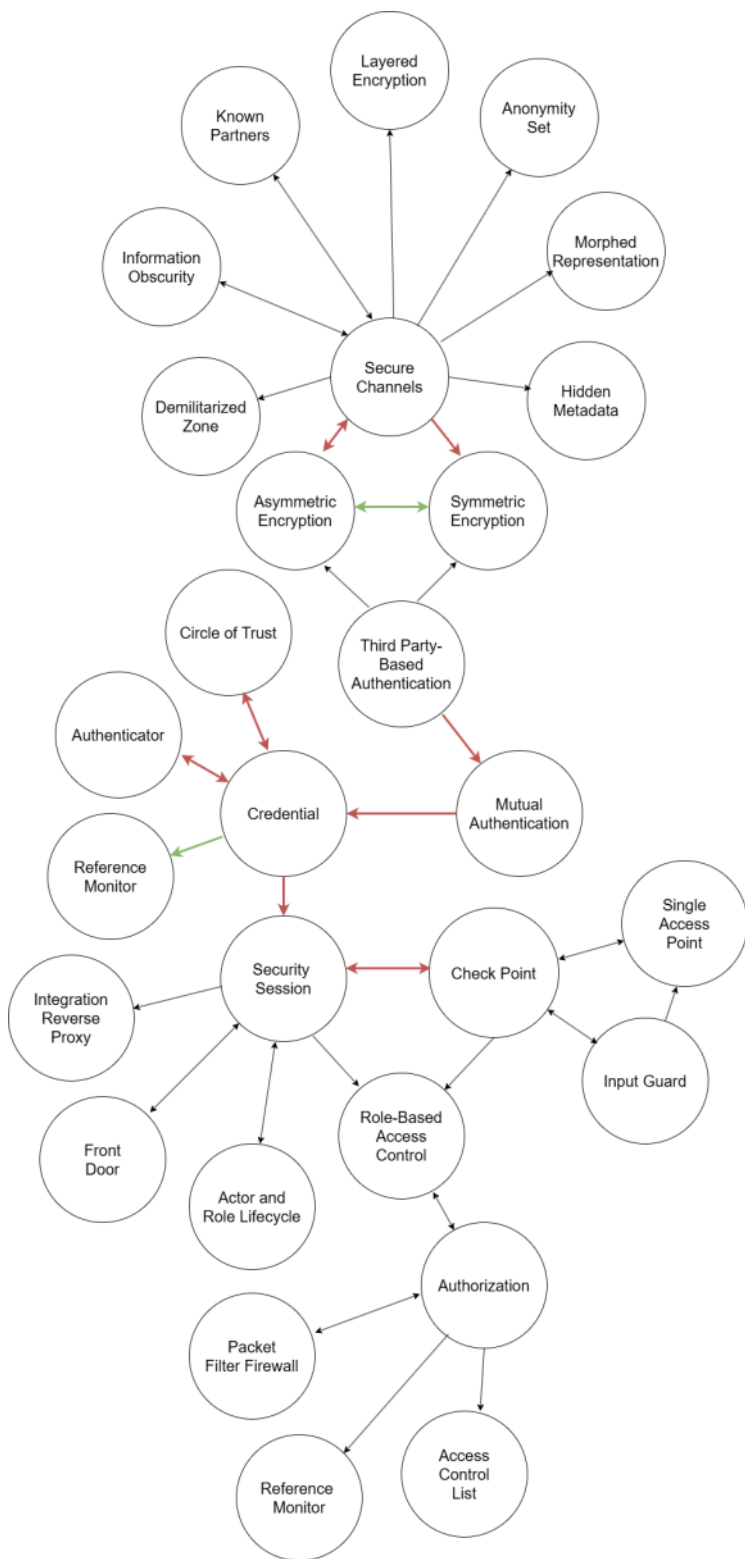 Layered
Encryption
Known
Partners
Anonymity
Set
Information
Obscurity
Morphed
Representation
Secure
Channels
Demilitarized
Zone
Hidden
Metadata
Asymmetric
Encryption
Symmetric
Encryption
Circle of Trust
Third Party-
Based
Authentication
Authenticator
Credential
Mutual
Authentication
Reference
Monitor
Single
Access
Point
Security
Session
Check Point
Integration
Reverse
Proxy
Input Guard
Role-Based
Access
Control
Front
Door
Actor and
Role Lifecycle
Authorization
Packet
Filter Firewall
Access
Control
List
Reference
Monitor